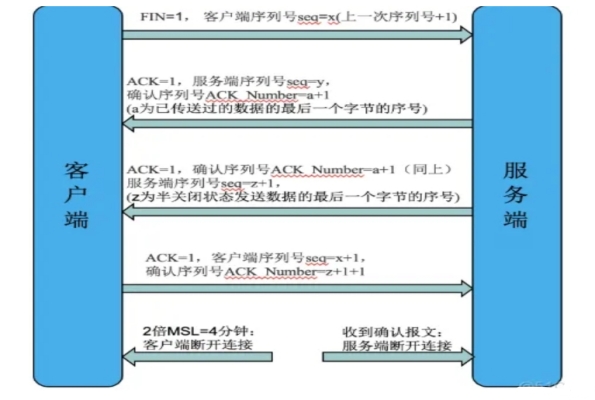 FIN=1， 客户端序列号seq=x(上一次序列号+1)
ACK=1，服务端序列号seq=y,
确认序列号ACK_Number=a+1
(a为已传送过的数据的最后一个字节的序号)
客户端
服务端
ACK=1，确认序列号ACK_Number=a+1（同上）
服务端序列号seq=z+1，
(z为半关闭状态发送数据的最后一个字节的序号)
ACK=1，客户端序列号seq=x+1，
确认序列号ACK_Number=z+1+1
2倍MSL=4分钟：
客户端断开连接
收到确认报文：
服务端断开连接